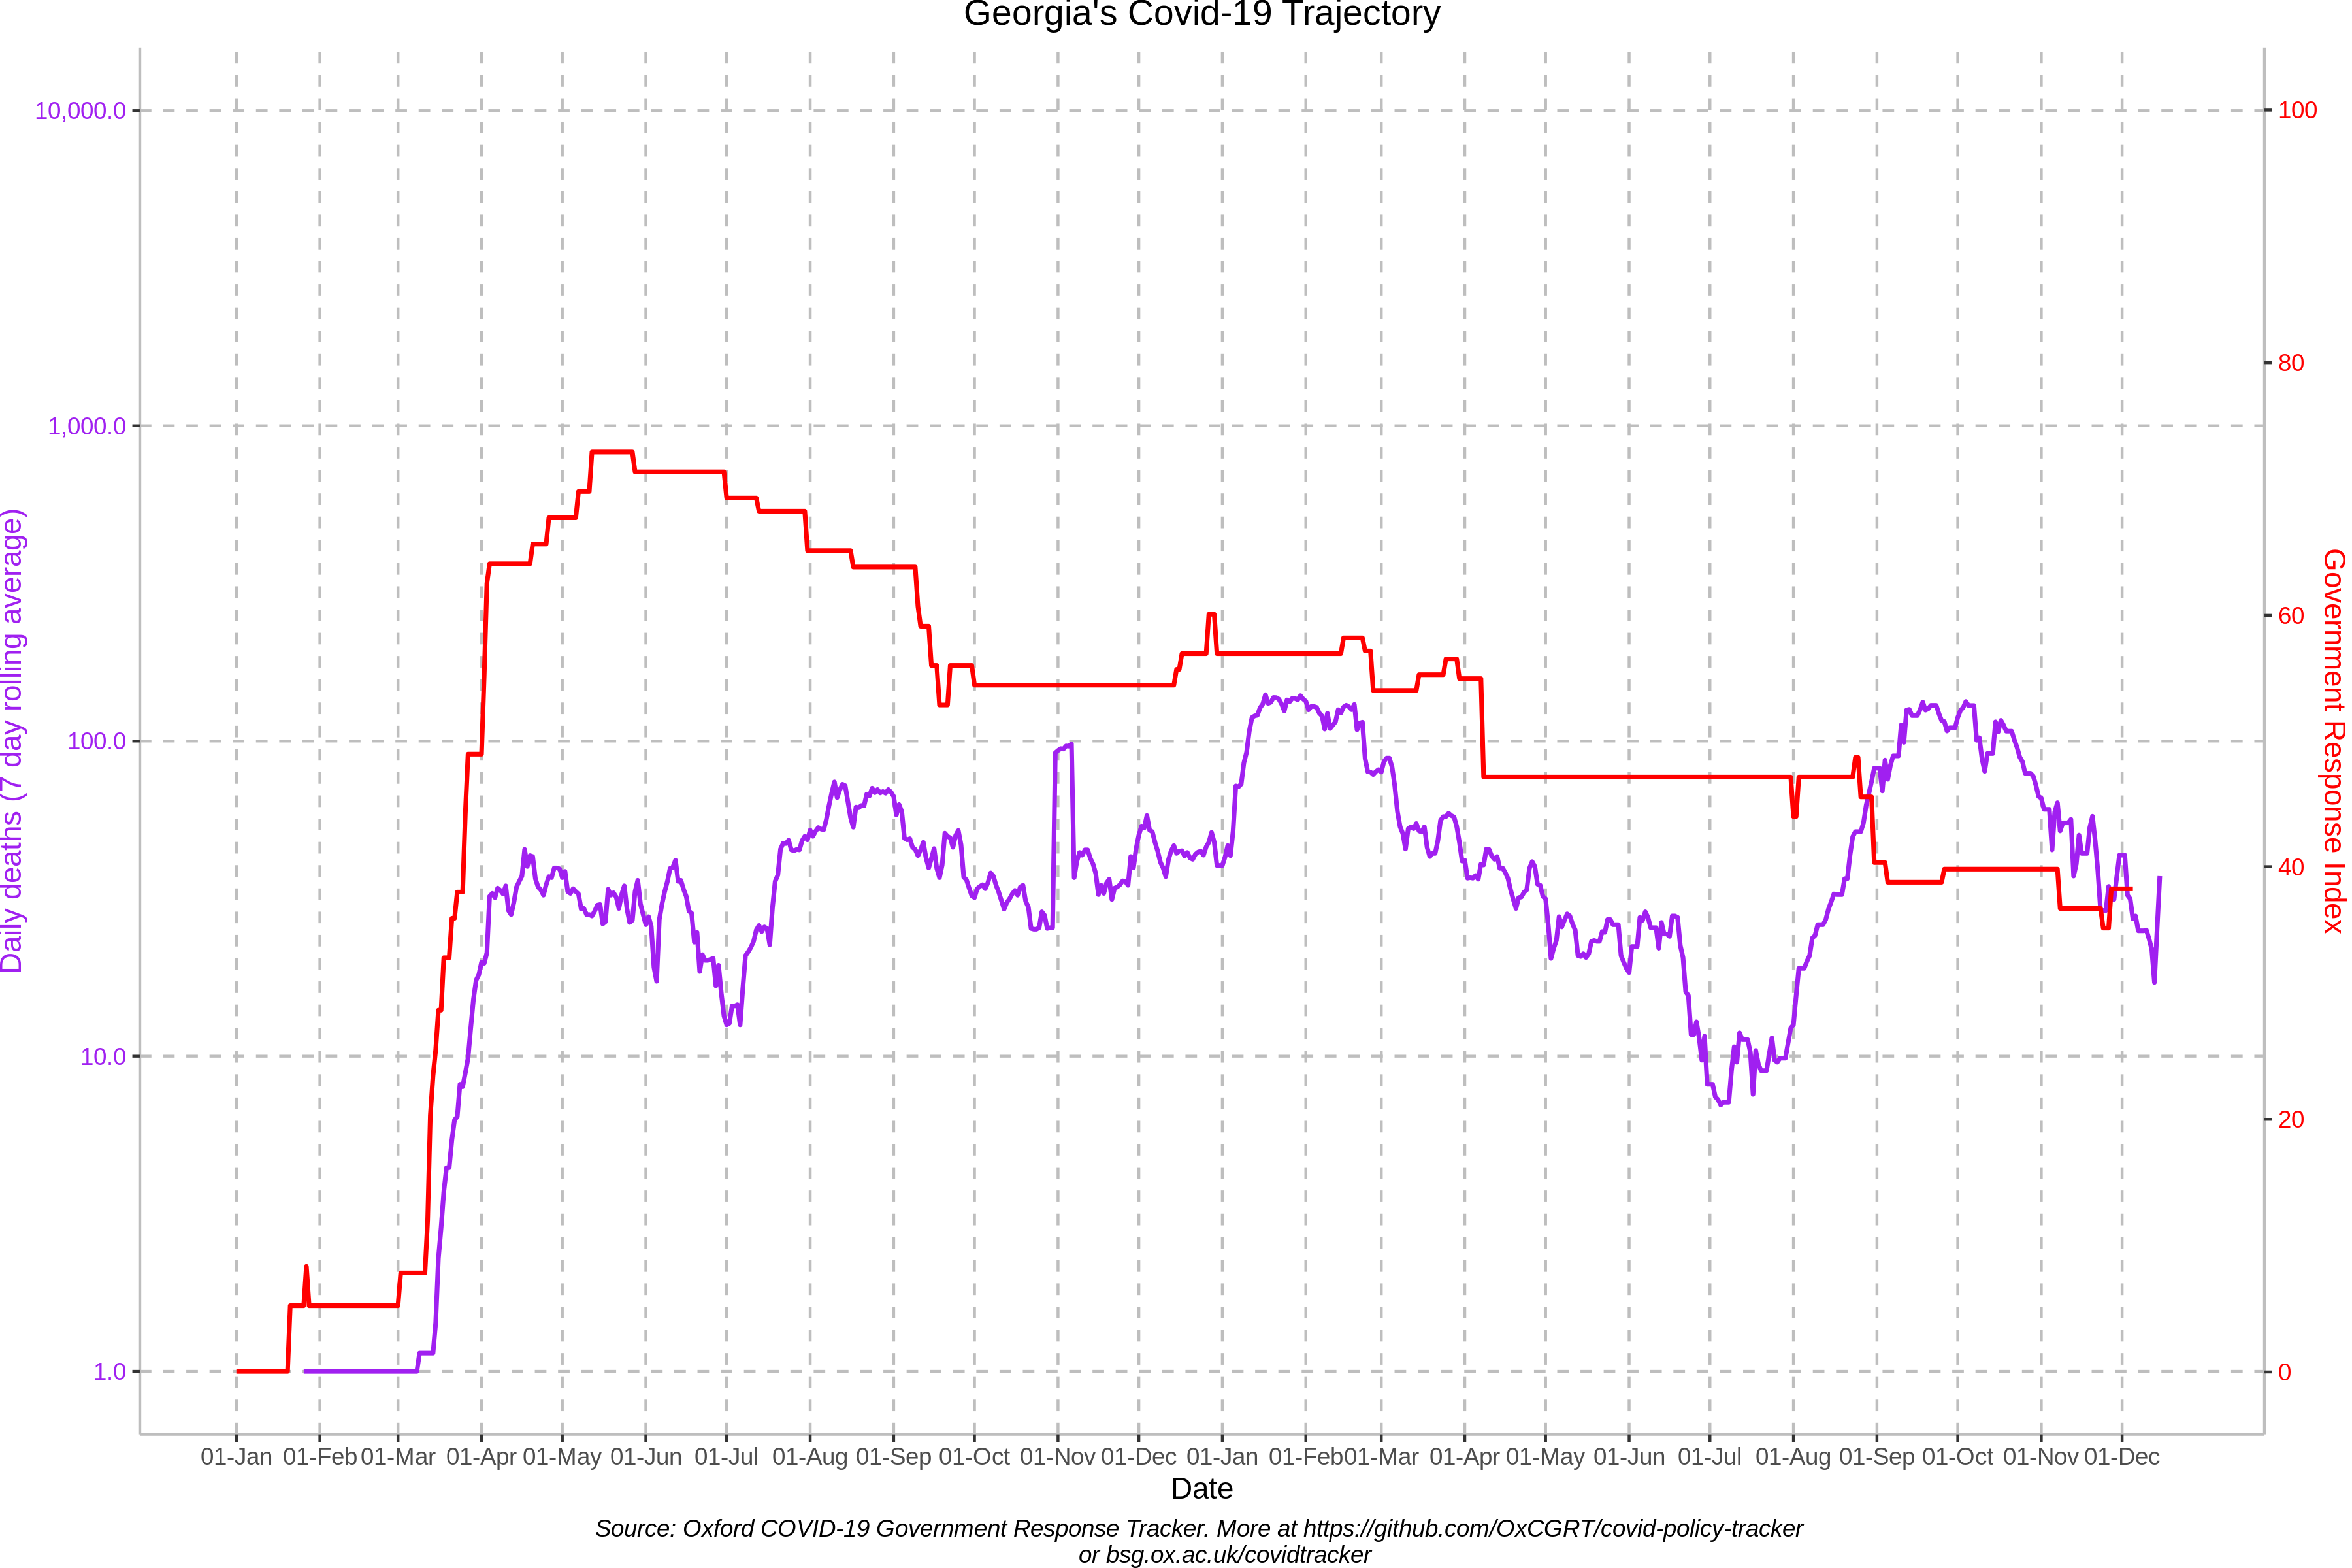 Georgia's Covid-19 Trajectory
10,000.0
1,000.0
100.0
10.0
1.0
Daily deaths (7 day rolling average)
100
80
60
40
20
0
Government Response Index
01-Jan 01-Feb 01-Mar 01-Apr 01-May 01-Jun 01-Jul 01-Aug 01-Sep 01-Oct 01-Nov 01-Dec 01-Jan 01-Feb 01-Mar 01-Apr 01-May 01-Jun 01-Jul 01-Aug 01-Sep 01-Oct 01-Nov 01-Dec
Date
Source: Oxford COVID-19 Government Response Tracker. More at https://github.com/OxCGRT/covid-policy-tracker
or bsg.ox.ac.uk/covidtracker